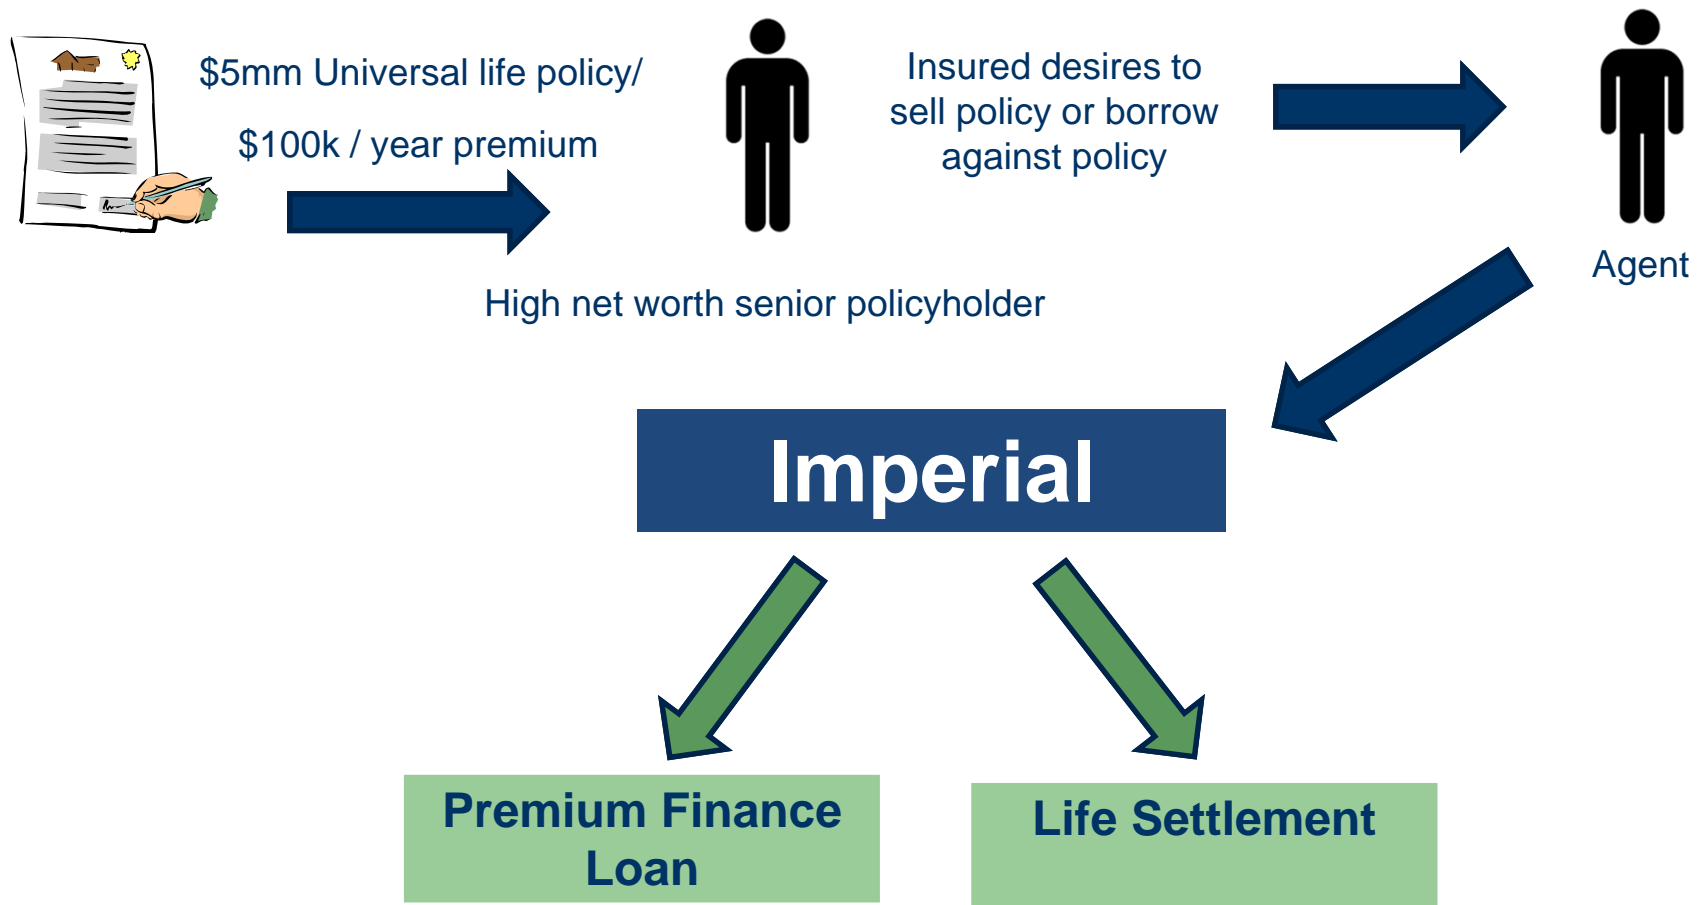 $5mm Universal life policy/
$100k / year premium
Insured desires to
sell policy or borrow
against policy
Agent
High net worth senior policyholder
Imperial
Premium Finance
Loan
Life Settlement